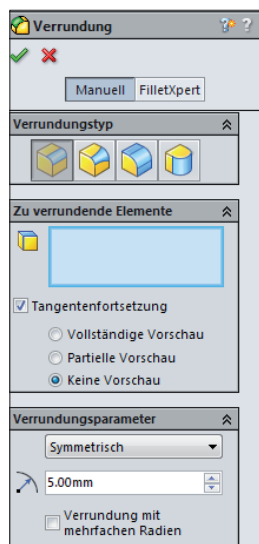 Verrundung
Manuell FilletXpert
Verrundungstyp
Zu verrundende Elemente
Tangentenfortsetzung
Vollständige Vorschau
Partielle Vorschau
Keine Vorschau
Verrundungsparameter
Symmetrisch
5.00mm
Verrundung mit
mehrfachen Radien